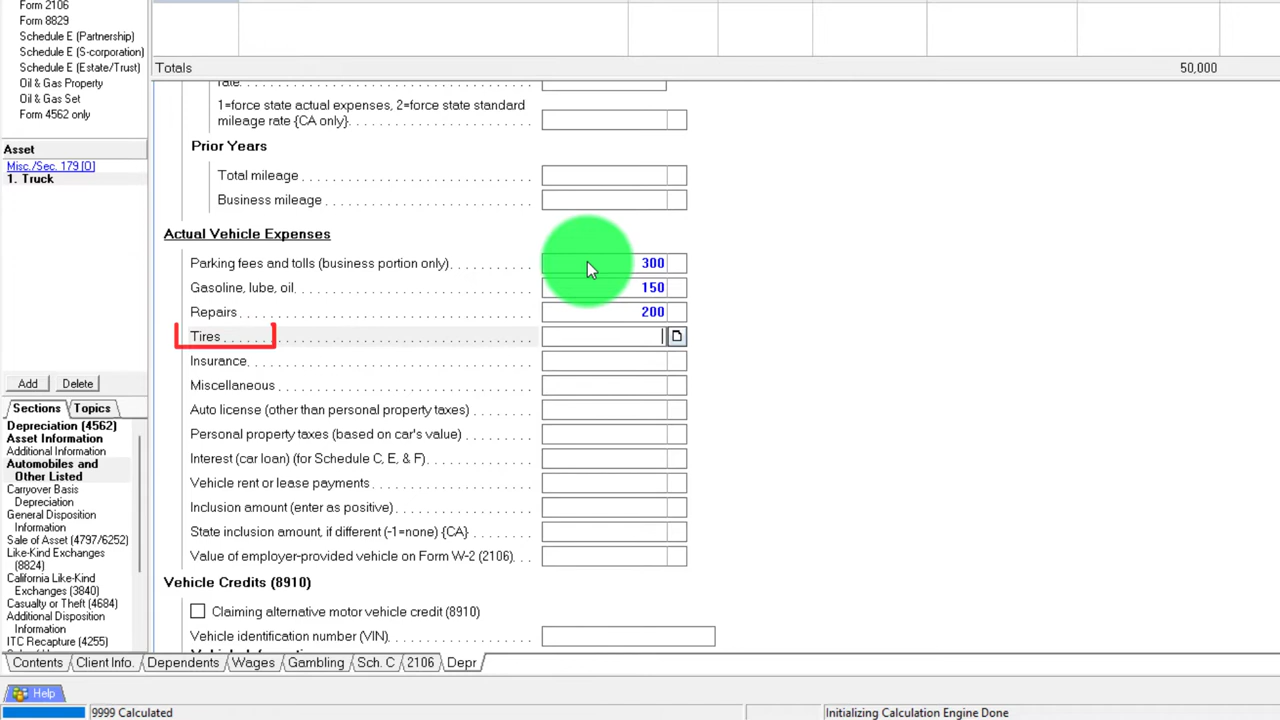 Form 2106
Form 8829
Schedule E (Partnership)
Schedule E (S-corporation)
Schedule E (Estate/Trust)
Oil & Gas Property
Oil & Gas Set
Form 4562 only
Asset
Misc./Sec. 179 [0]
1. Truck
Add Delete
Sections Topics
Depreciation (4562)
Asset Information
Additional Information
Automobiles and
Other Listed
Carryover Basis
Depreciation
General Disposition
Information
Sale of Asset (4797/6252)
Like-Kind Exchanges
(8824)
California Like-Kind
Exchanges (3840)
Casualty or Theft (4684)
Additional Disposition
Information
ITC Recapture (4255)
Totals 50,000
rate.
1=force state actual expenses, 2=force state standard
mileage rate {CA only}
Prior Years
Total mileage
Business mileage
Actual Vehicle Expenses
Parking fees and tolls (business portion only) 300
Gasoline, lube, oil 150
Repairs 200
Tires
Insurance
Miscellaneous
Auto license (other than personal property taxes)
Personal property taxes (based on car's value)
Interest (car loan) (for Schedule C, E, & F)
Vehicle rent or lease payments
Inclusion amount (enter as positive)
State inclusion amount, if different (-1=none) {CA}
Value of employer-provided vehicle on Form W-2 (2106)
Vehicle Credits (8910)
Claiming alternative motor vehicle credit (8910)
Vehicle identification number (VIN)
Contents Client Info. Dependents Wages Gambling Sch. C 2106 Depr
Help
9999 Calculated Initializing Calculation Engine Done